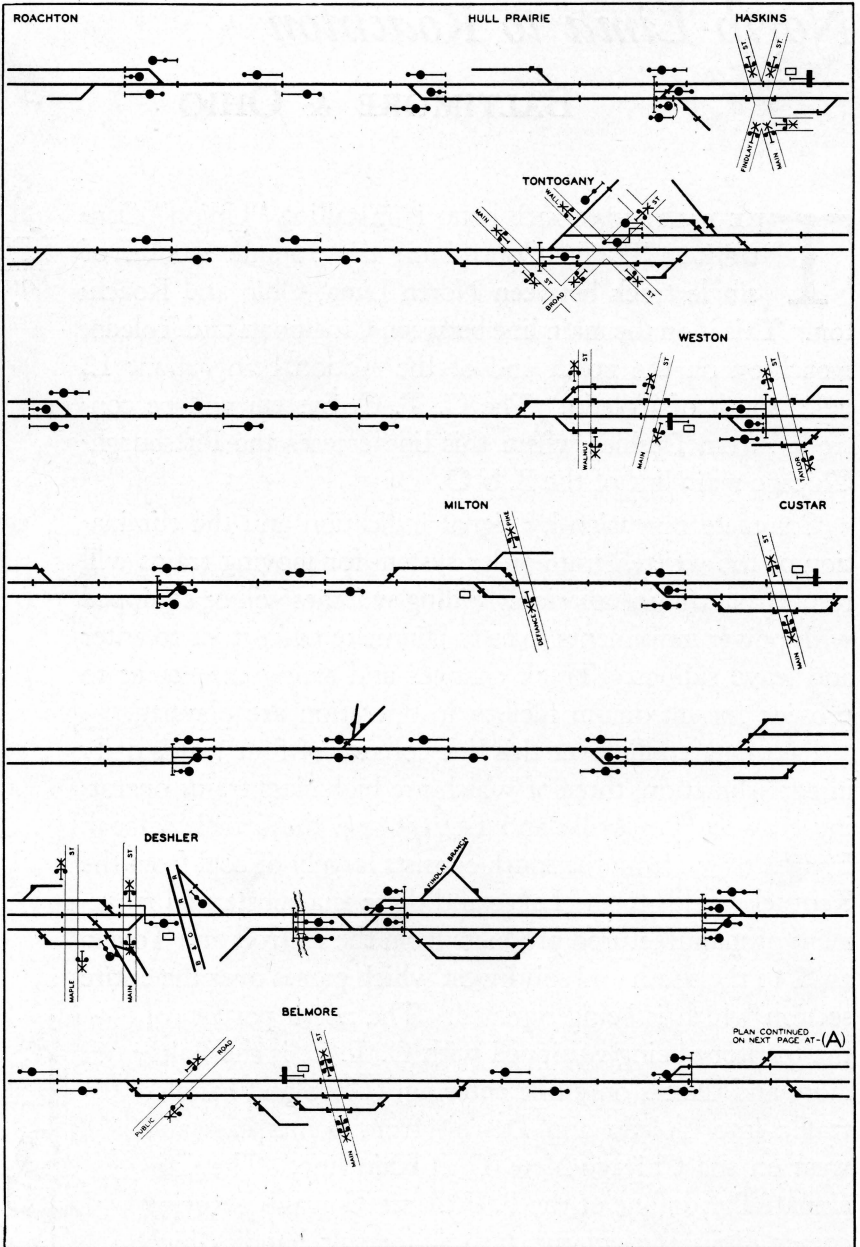 ROACHTON
HULL PRAIRIE
HASKINS
ST
ST
FINDLAY
MAIN
TONTOGANY
MAIN
WALL
ST
ST
BROAD
ST
WESTON
ST
ST
ST
WALNUT
MAIN
TAYLOR
MILTON
CUSTAR
PIKE
ST
DEFIANCE
MAIN
DESHLER
ST
ST
FINDLAY BRANCH
B & O R R
MAPLE
MAIN
BELMORE
ROAD
ST
PUBLIC
MAIN
PLAN CONTINUED
ON NEXT PAGE AT-(A)